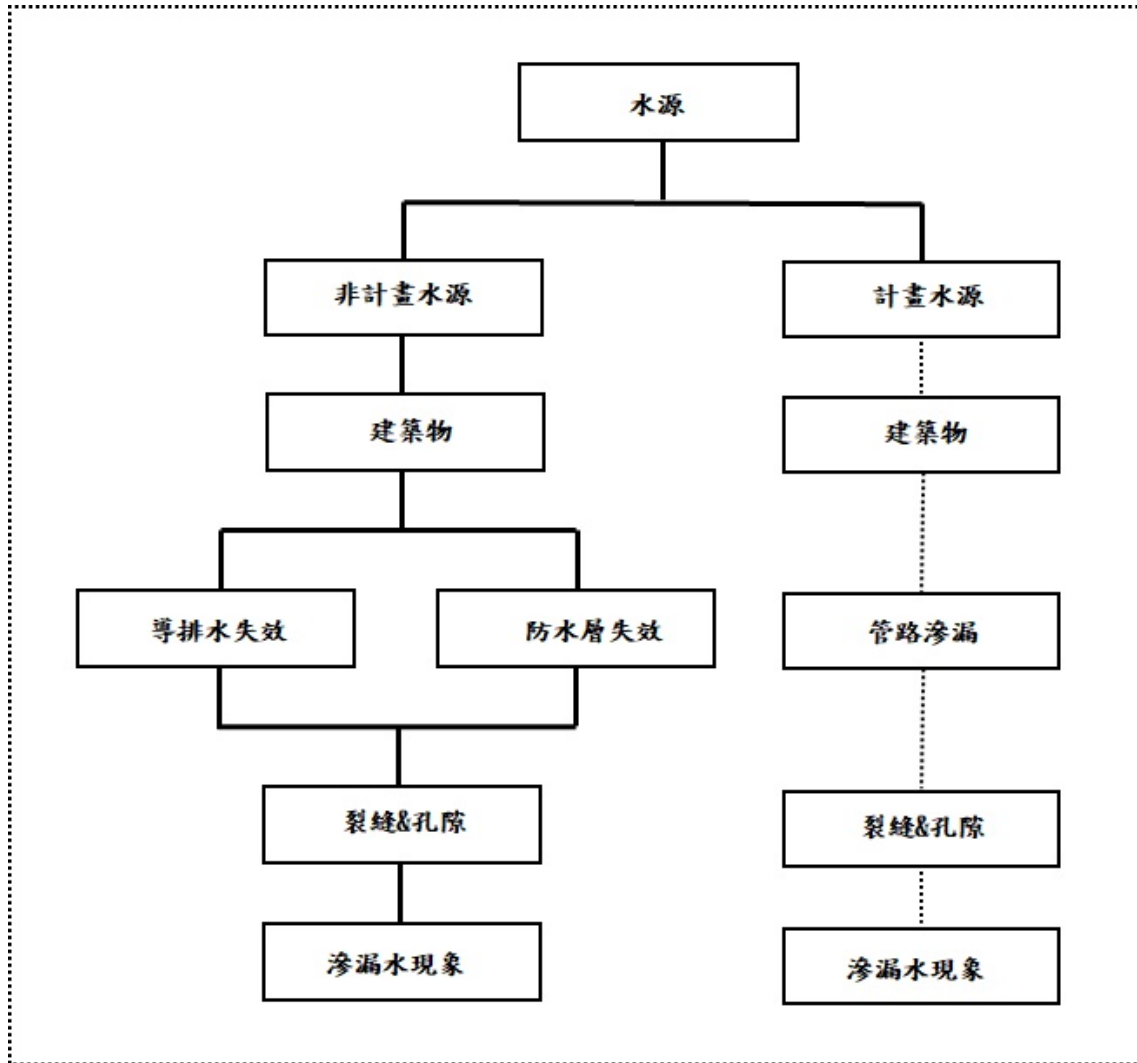 水源
非計畫水源
計畫水源
建築物
建築物
導排水失效
防水層失效
管路滲漏
裂縫&孔隙
裂縫&孔隙
滲漏水現象
滲漏水現象